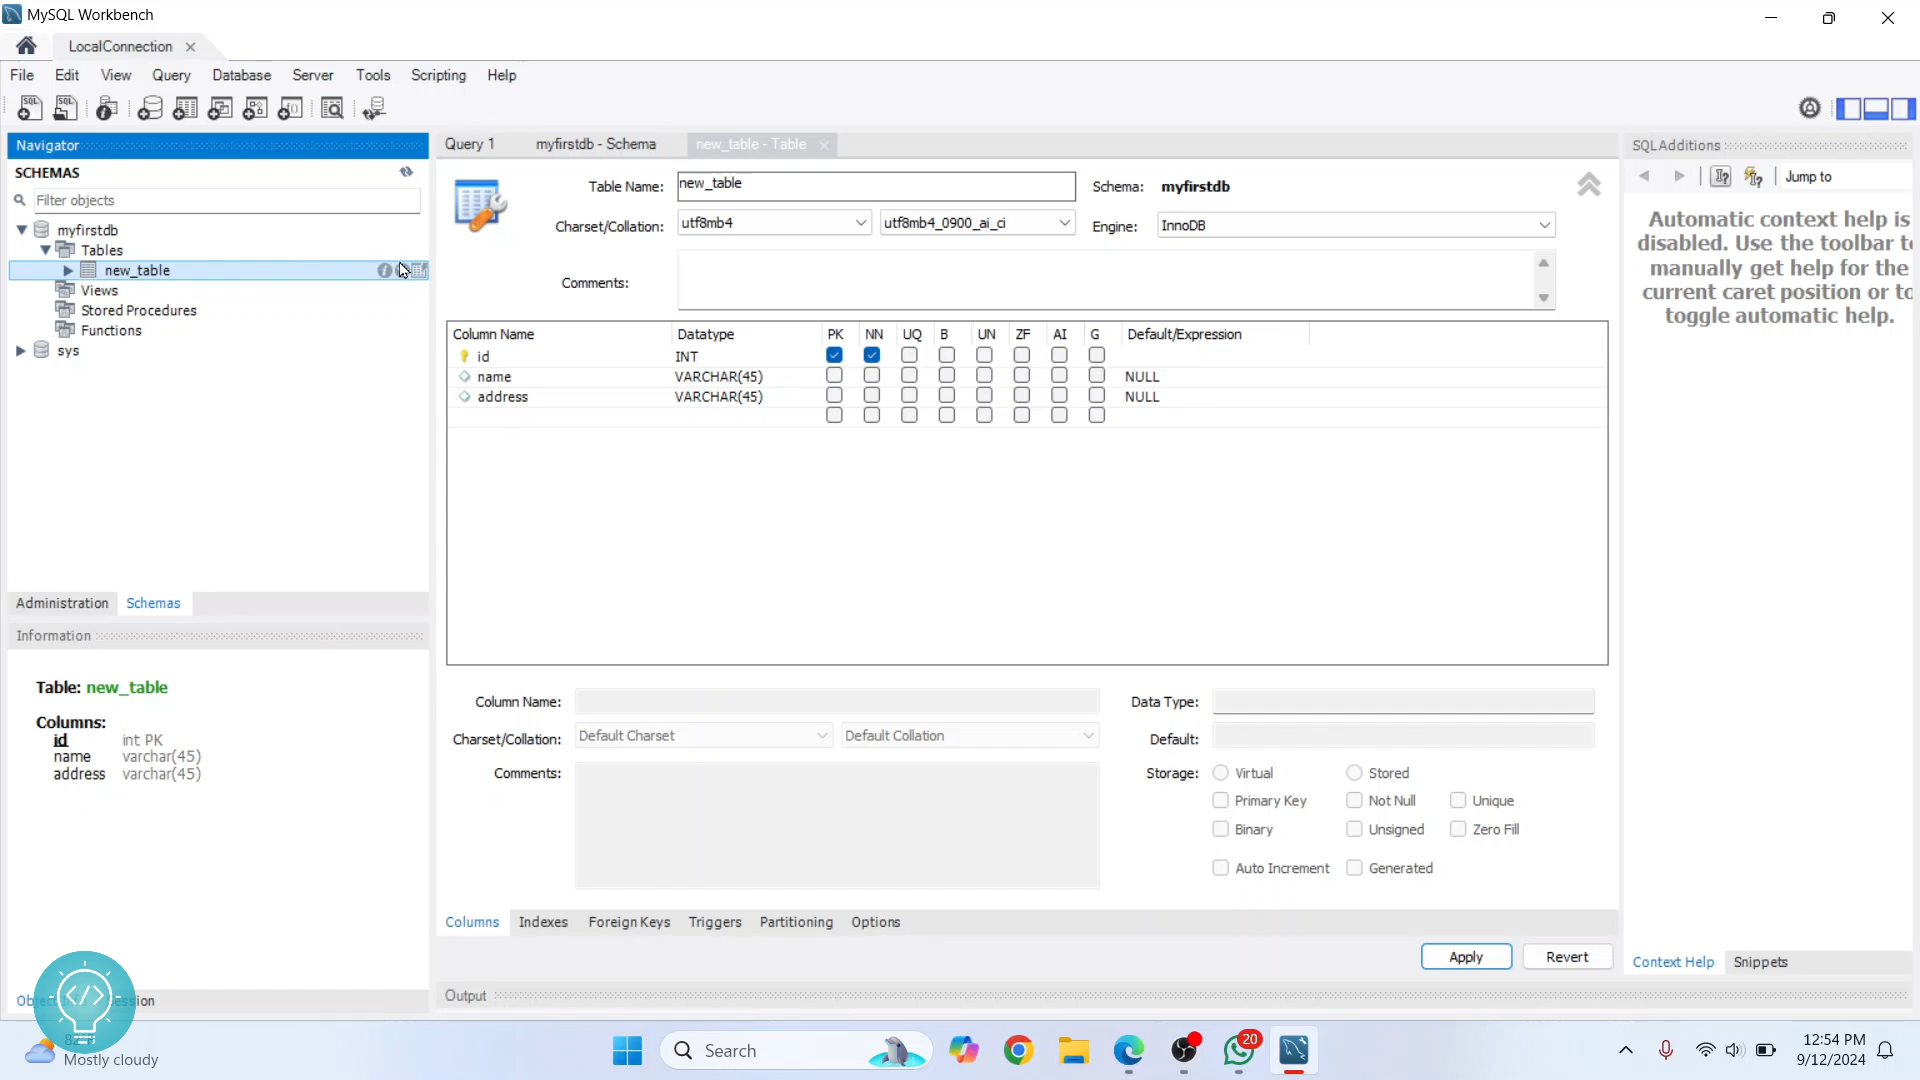 MySQL Workbench
LocalConnection
File Edit View Query Database Server Tools Scripting Help
Navigator
SCHEMAS
Filter objects
myfirstdb
Tables
new_table
Views
Stored Procedures
Functions
sys
Administration Schemas
Information
Table: new_table
Columns:
id int PK
name varchar(45)
address varchar(45)
Query 1 myfirstdb - Schema new_table - Table
Table Name: new_table Schema: myfirstdb
Charset/Collation: utf8mb4 utf8mb4_0900_ai_ci Engine: InnoDB
Comments:
Column Name Datatype PK NN UQ B UN ZF AI G Default/Expression
id INT
name VARCHAR(45) NULL
address VARCHAR(45) NULL
Column Name: Data Type:
Charset/Collation: Default Charset Default Collation Default:
Comments: Storage: Virtual Stored
Primary Key Not Null Unique
Binary Unsigned Zero Fill
Auto Increment Generated
Columns Indexes Foreign Keys Triggers Partitioning Options
Apply Revert
Output
SQLAdditions
Jump to
Automatic context help is
disabled. Use the toolbar to
manually get help for the
current caret position or to
toggle automatic help.
Context Help Snippets
Mostly cloudy
Search
20
12:54 PM
9/12/2024